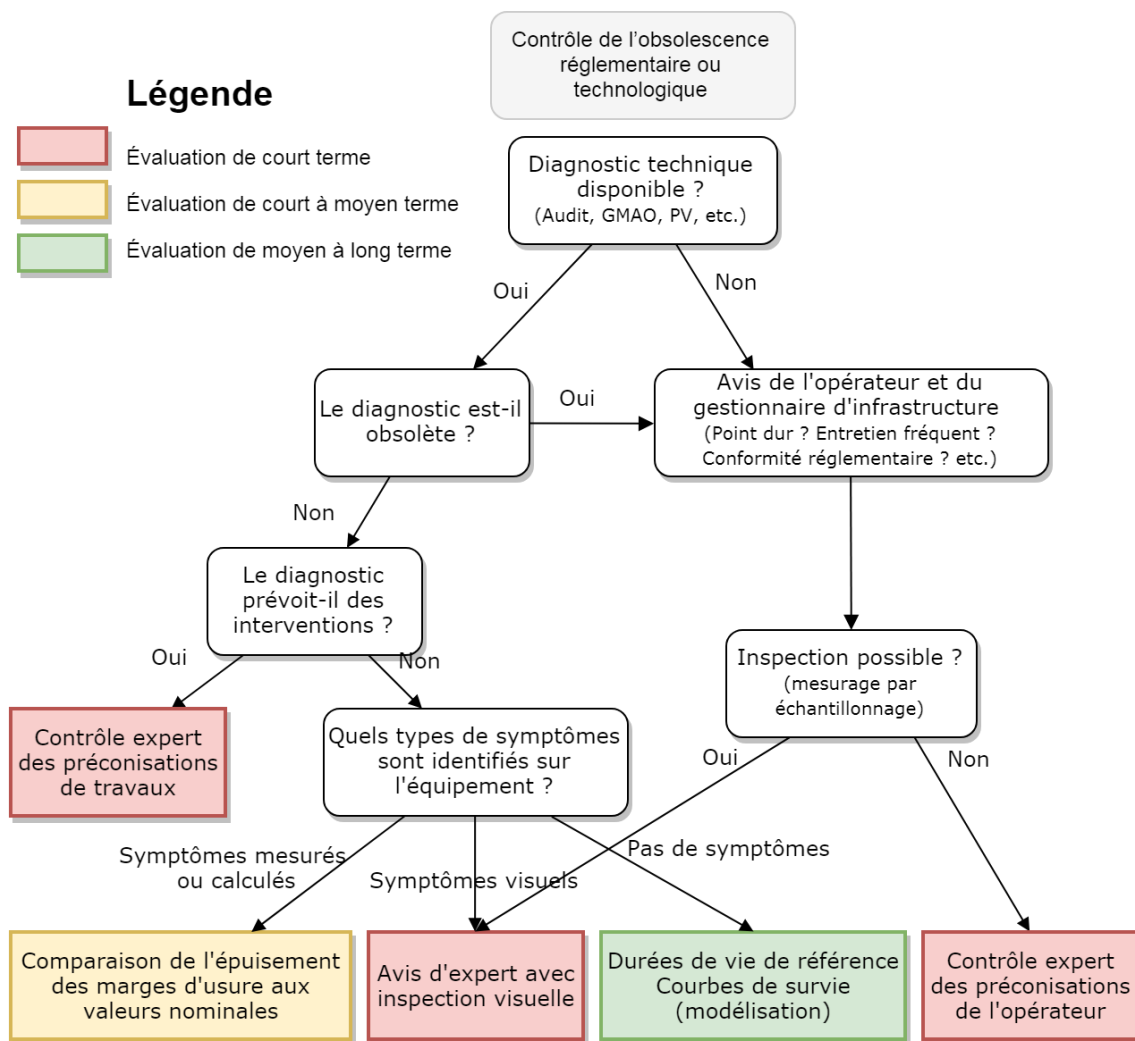 Contrôle de l’obsolescence
réglementaire ou
technologique
Légende
Évaluation de court terme
Évaluation de court à moyen terme
Évaluation de moyen à long terme
Diagnostic technique
disponible ?
(Audit, GMAO, PV, etc.)
Oui
Non
Le diagnostic est-il
obsolète ?
Oui
Avis de l'opérateur et du
gestionnaire d'infrastructure
(Point dur ? Entretien fréquent ?
Conformité réglementaire ? etc.)
Non
Le diagnostic
prévoit-il des
interventions ?
Oui
Non
Inspection possible ?
(mesurage par
échantillonnage)
Contrôle expert
des préconisations
de travaux
Quels types de symptômes
sont identifiés sur
l'équipement ?
Oui
Non
Symptômes mesurés
ou calculés
Symptômes visuels
Pas de symptômes
Comparaison de l'épuisement
des marges d'usure aux
valeurs nominales
Avis d'expert avec
inspection visuelle
Durées de vie de référence
Courbes de survie
(modélisation)
Contrôle expert
des préconisations
de l'opérateur